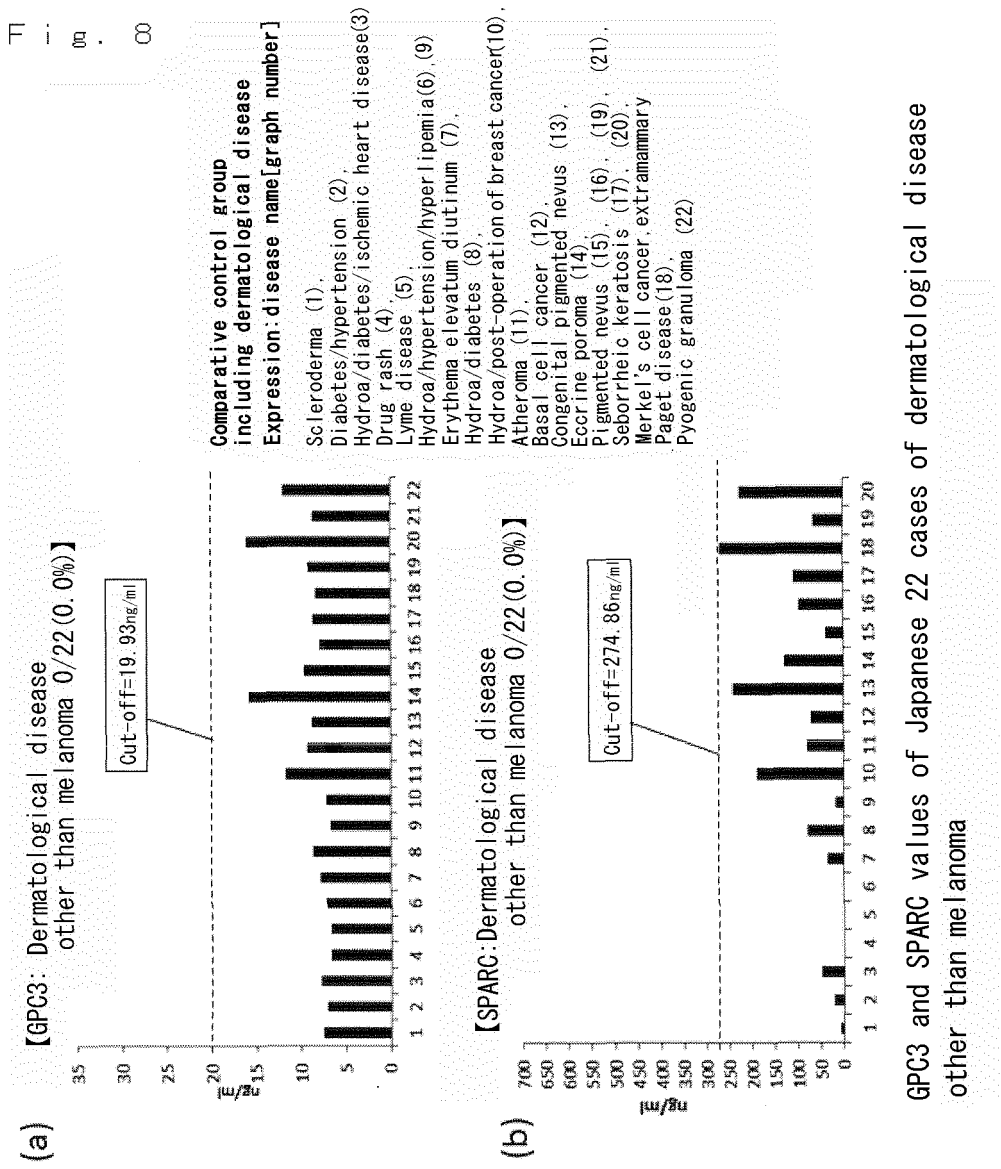 Fig. 8
(a)
【GPC3: Dermatological disease
other than melanoma 0/22(0.0%)】
Cut-off=19.93ng/ml
ng/ml
35
30
25
20
15
10
5
0
1 2 3 4 5 6 7 8 9 10 11 12 13 14 15 16 17 18 19 20 21 22
(b)
【SPARC:Dermatological disease
other than melanoma 0/22(0.0%)】
Cut-off=274.86ng/ml
ng/ml
700
650
600
550
500
450
400
350
300
250
200
150
100
50
0
1 2 3 4 5 6 7 8 9 10 11 12 13 14 15 16 17 18 19 20
Comparative control group
including dermatological disease
Expression:disease name[graph number]
Scleroderma (1),
Diabetes/hypertension (2),
Hydroa/diabetes/ischemic heart disease(3)
Drug rash (4),
Lyme disease (5),
Hydroa/hypertension/hyperlipemia(6),(9)
Erythema elevatum diutinum (7),
Hydroa/diabetes (8),
Hydroa/post-operation of breast cancer(10),
Atheroma (11),
Basal cell cancer (12),
Congenital pigmented nevus (13),
Eccrine poroma (14),
Pigmented nevus (15), (16), (19), (21),
Seborrheic keratosis (17), (20),
Merkel's cell cancer,extramammary
Paget disease(18),
Pyogenic granuloma (22)
GPC3 and SPARC values of Japanese 22 cases of dermatological disease
other than melanoma